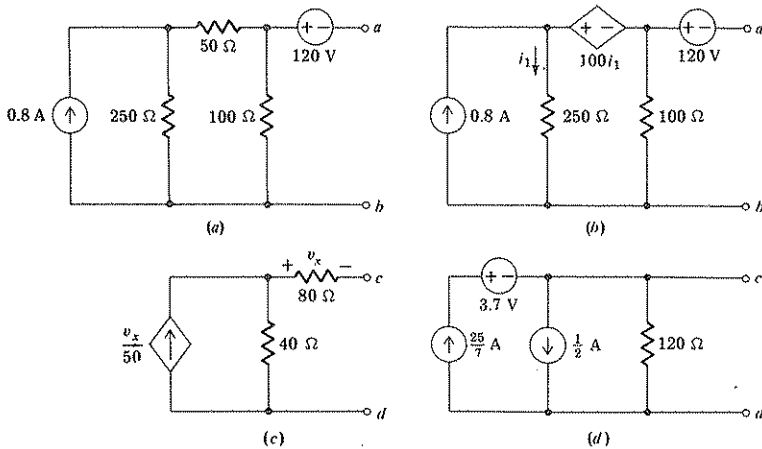 50 Ω
+ −
120 V
a
0.8 A
250 Ω
100 Ω
b
(a)
i₁
+ −
100i₁
+ −
120 V
a
0.8 A
250 Ω
100 Ω
b
(b)
+ vₓ −
80 Ω
c
vₓ/50
40 Ω
d
(c)
+ −
3.7 V
c
25/7 A
1/2 A
120 Ω
d
(d)